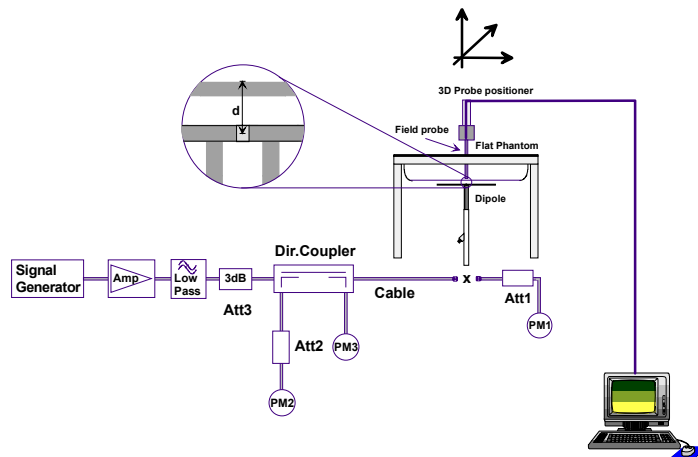 3D Probe positioner
d
Field probe
Flat Phantom
Dipole
Dir.Coupler
Signal
Generator
Amp
Low
Pass
3dB
Cable
x
Att1
Att3
PM1
Att2
PM3
PM2